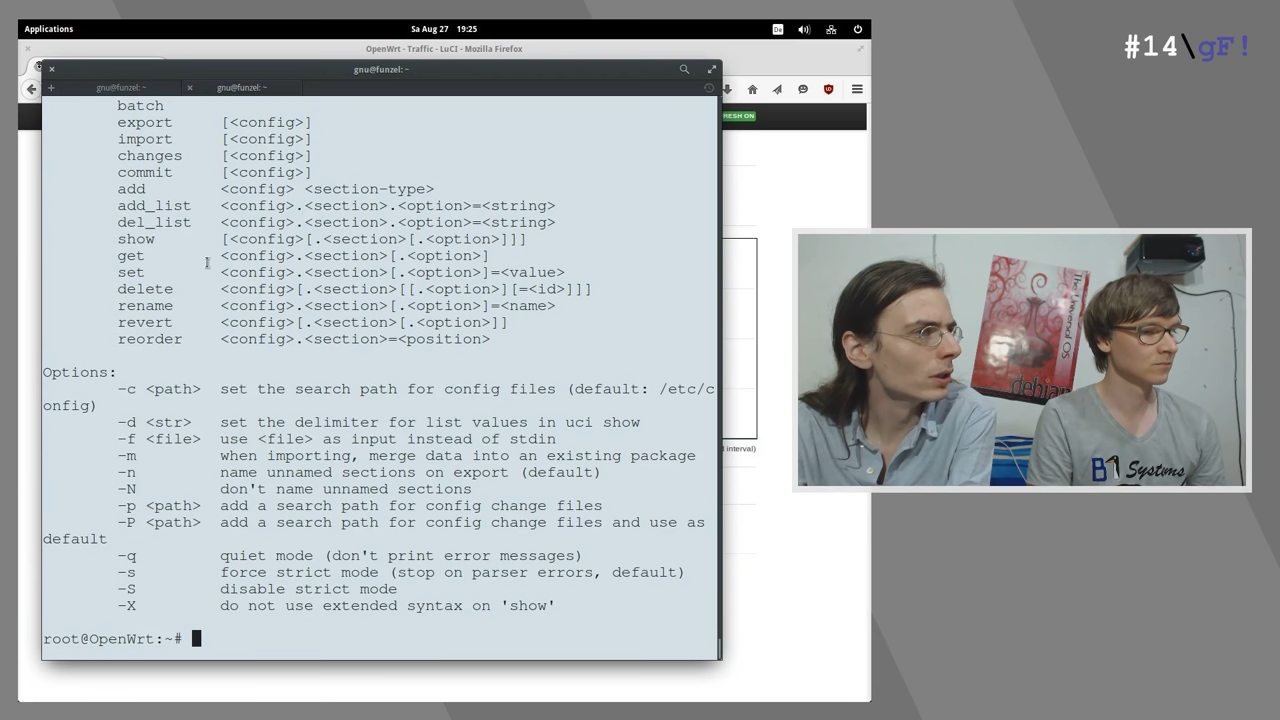 Applications
Sa Aug 27 19:25
De
#14\gF!
OpenWrt - Traffic - LuCI - Mozilla Firefox
gnu@funzel: ~
gnu@funzel: ~
gnu@funzel: ~
batch
export [<config>]
import [<config>]
changes [<config>]
commit [<config>]
add <config> <section-type>
add_list <config>.<section>.<option>=<string>
del_list <config>.<section>.<option>=<string>
show [<config>[.<section>[.<option>]]]
get <config>.<section>[.<option>]
set <config>.<section>[.<option>]=<value>
delete <config>[.<section>[[.<option>][=<id>]]]
rename <config>.<section>[.<option>]=<name>
revert <config>[.<section>[.<option>]]
reorder <config>.<section>=<position>
Options:
-c <path> set the search path for config files (default: /etc/c
onfig)
-d <str> set the delimiter for list values in uci show
-f <file> use <file> as input instead of stdin
-m when importing, merge data into an existing package
-n name unnamed sections on export (default)
-N don't name unnamed sections
-p <path> add a search path for config change files
-P <path> add a search path for config change files and use as
default
-q quiet mode (don't print error messages)
-s force strict mode (stop on parser errors, default)
-S disable strict mode
-X do not use extended syntax on 'show'
root@OpenWrt:~#
RESH ON
interval)
The Universal OS
debian
B1 Systems